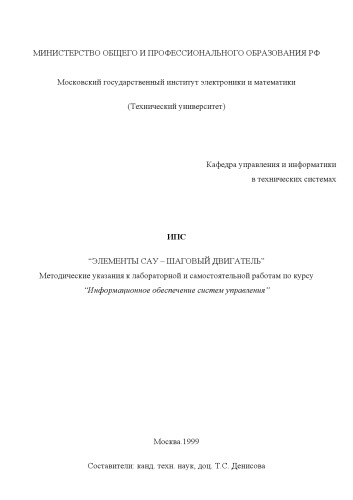 МИНИСТЕРСТВО ОБЩЕГО И ПРОФЕССИОНАЛЬНОГО ОБРАЗОВАНИЯ РФ
Московский государственный институт электроники и математики
(Технический университет)
Кафедра управления и информатики
в технических системах
ИПС
“ЭЛЕМЕНТЫ САУ – ШАГОВЫЙ ДВИГАТЕЛЬ”
Методические указания к лабораторной и самостоятельной работам по курсу
“Информационное обеспечение систем управления”
Москва.1999
Составители: канд. техн. наук, доц. Т.С. Денисова